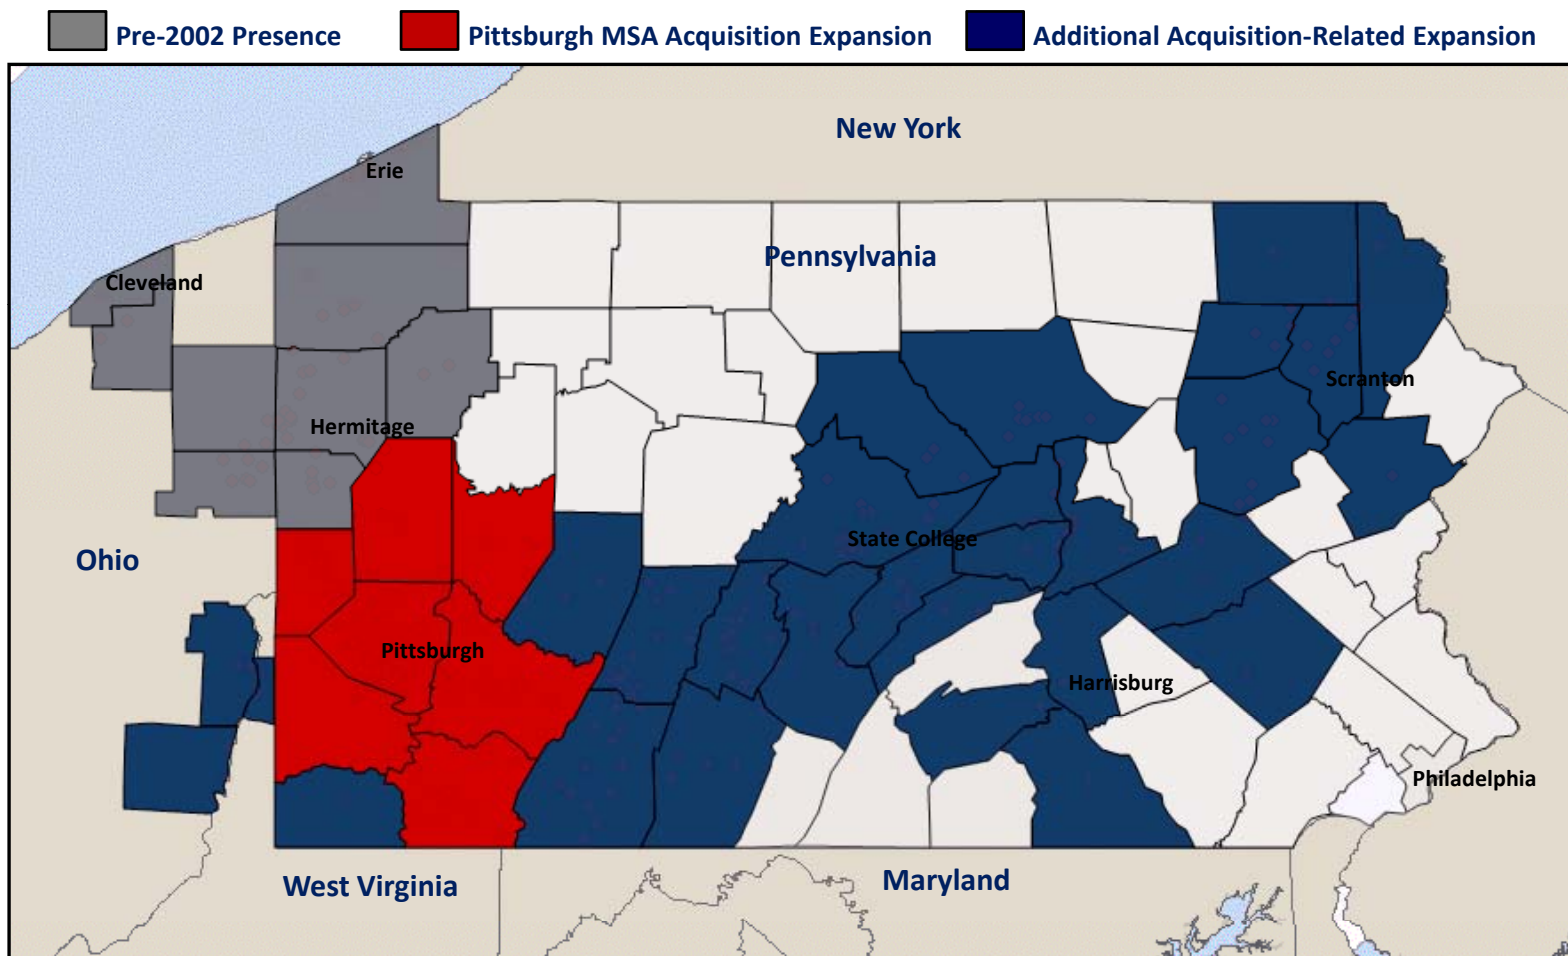 Pre-2002 Presence
Pittsburgh MSA Acquisition Expansion
Additional Acquisition-Related Expansion
New York
Erie
Pennsylvania
Cleveland
Scranton
Hermitage
State College
Ohio
Pittsburgh
Harrisburg
Philadelphia
West Virginia
Maryland